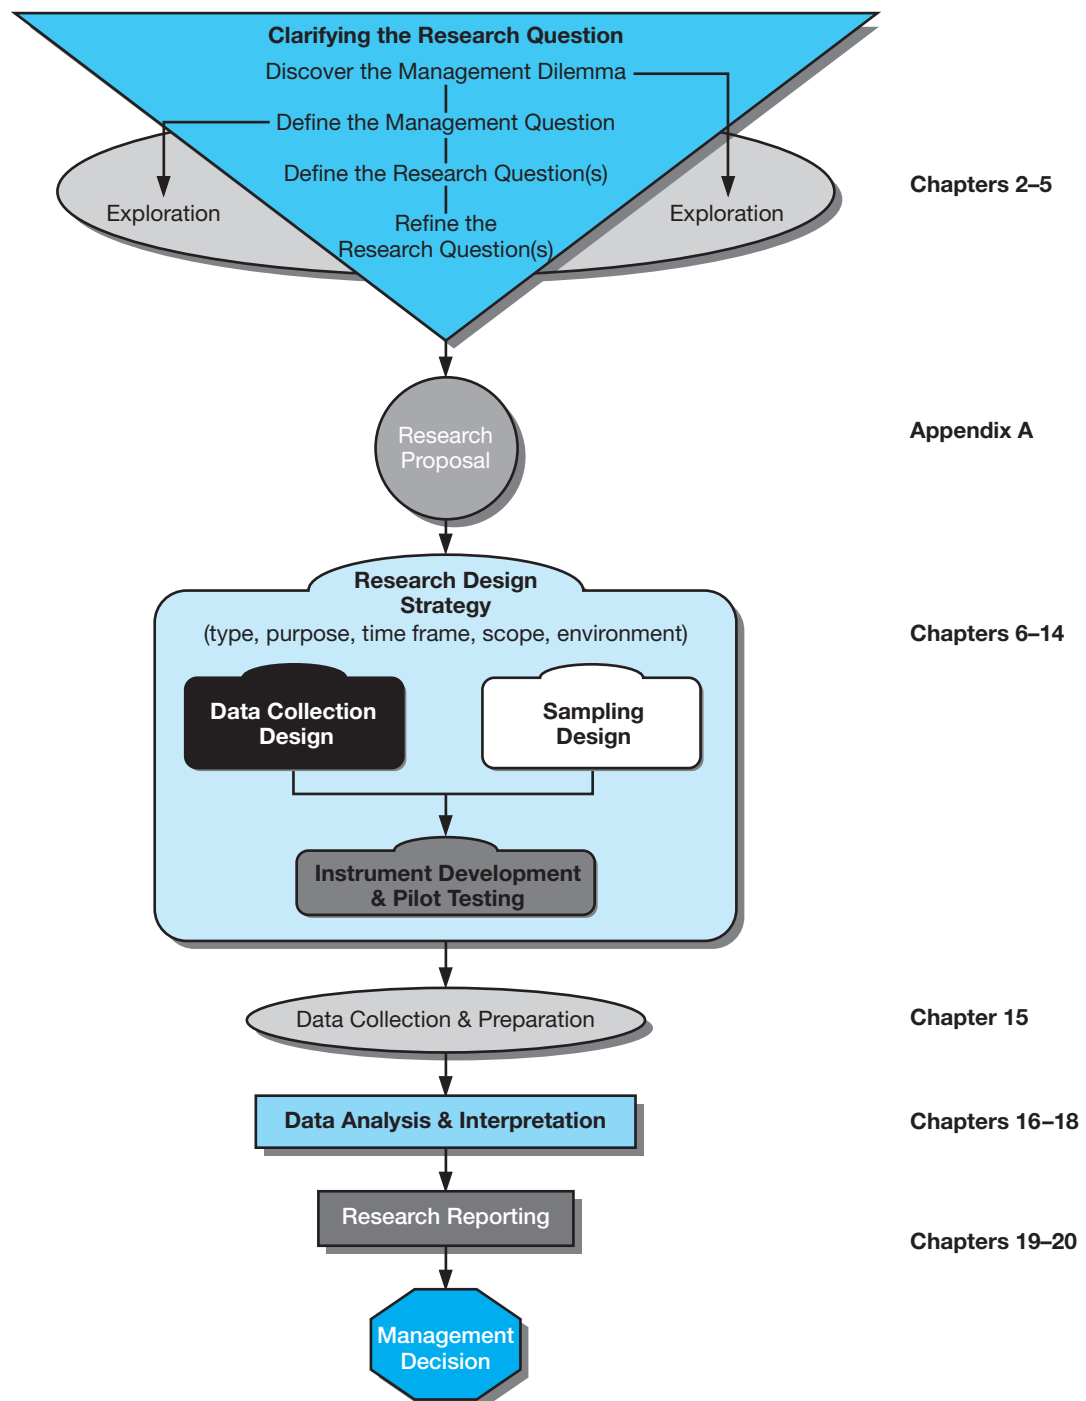 Clarifying the Research Question
Discover the Management Dilemma
Define the Management Question
Define the Research Question(s)
Exploration
Refine the
Research Question(s)
Exploration
Chapters 2–5
Research
Proposal
Appendix A
Research Design
Strategy
(type, purpose, time frame, scope, environment)
Chapters 6–14
Data Collection
Design
Sampling
Design
Instrument Development
& Pilot Testing
Data Collection & Preparation
Chapter 15
Data Analysis & Interpretation
Chapters 16–18
Research Reporting
Chapters 19–20
Management
Decision